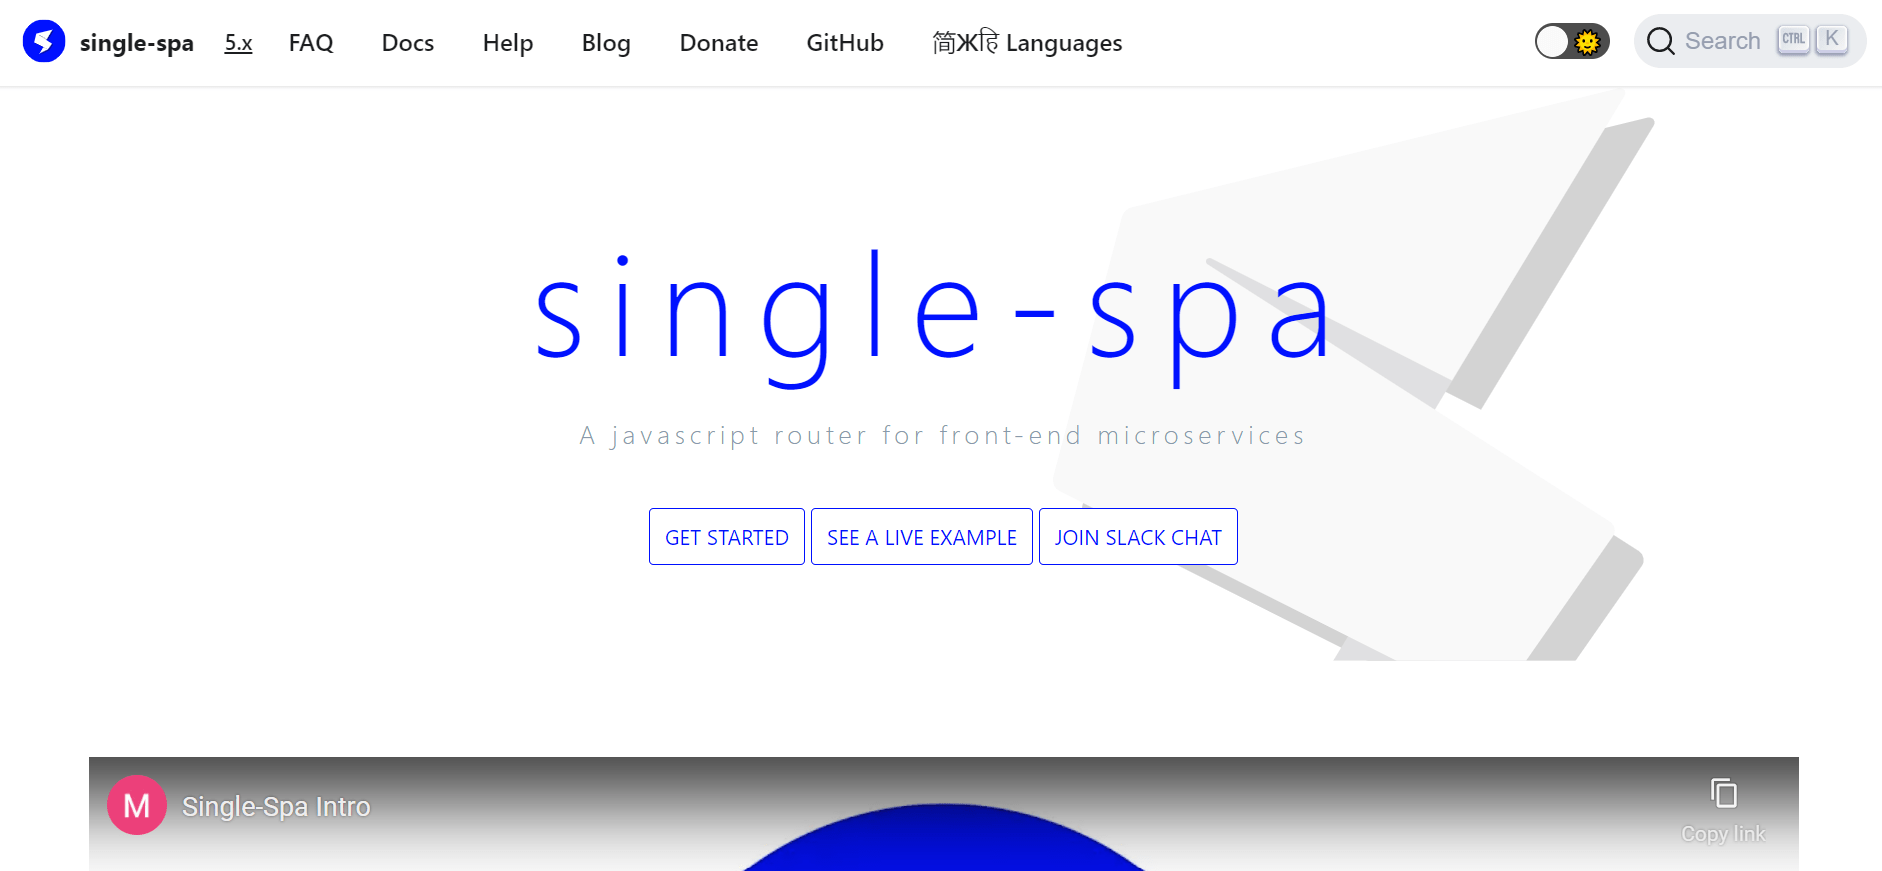 single-spa 5.x FAQ Docs Help Blog Donate GitHub 简Жहि Languages Search CTRL K
single-spa
A javascript router for front-end microservices
GET STARTED SEE A LIVE EXAMPLE JOIN SLACK CHAT
M Single-Spa Intro
Copy link